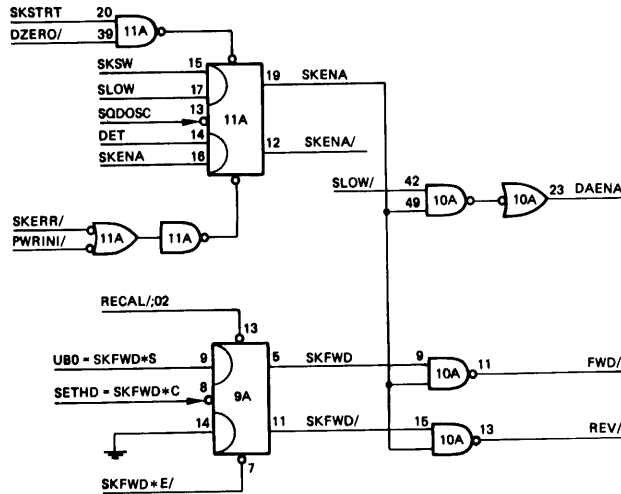 SKSTRT 20
DZERO/ 39
11A
SKSW 15
SLOW 17
SQDOSC 13
DET 14
SKENA 16
11A
19 SKENA
12 SKENA/
SLOW/ 42
49
10A
10A
23 DAENA
SKERR/
PWRINI/
11A
11A
RECAL/;02
13
UB0 = SKFWD*S 9
SETHD = SKFWD*C 8
14
9A
5 SKFWD 9
10A
11 FWD/
11 SKFWD/ 15
10A
13 REV/
7
SKFWD*E/